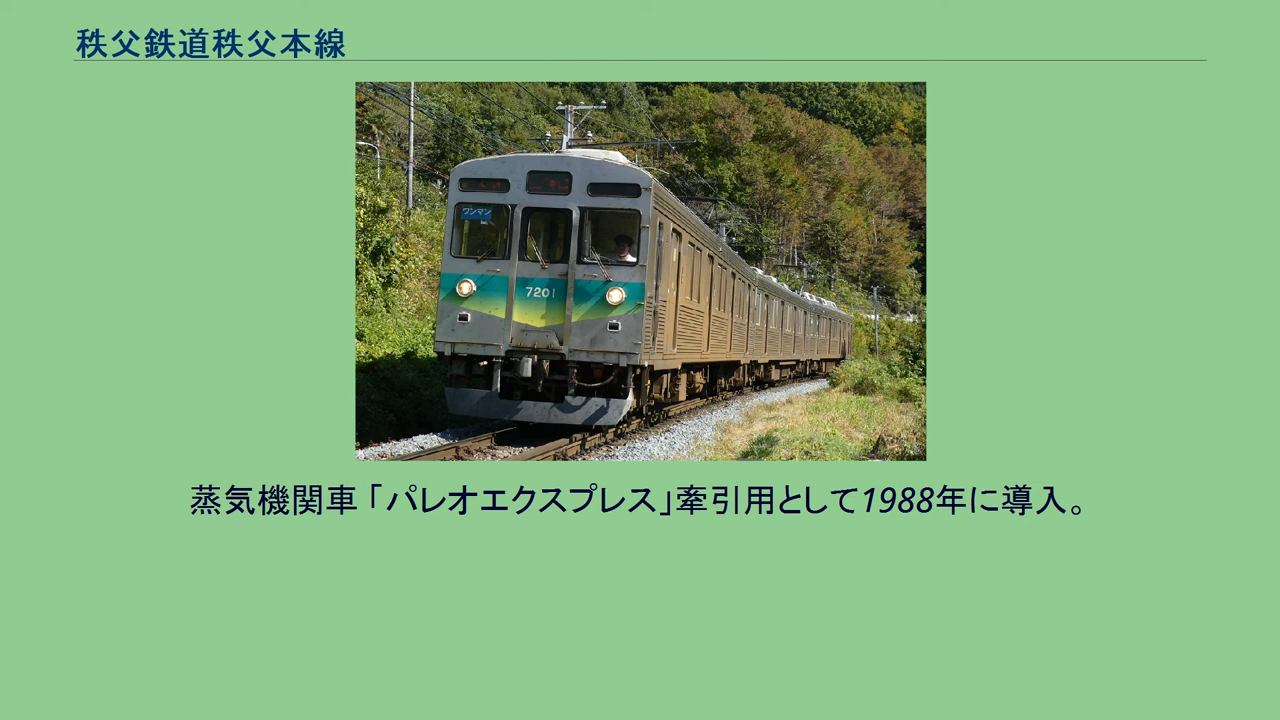 秩父鉄道秩父本線
ワンマン
7201
蒸気機関車「パレオエクスプレス」牽引用として1988年に導入。